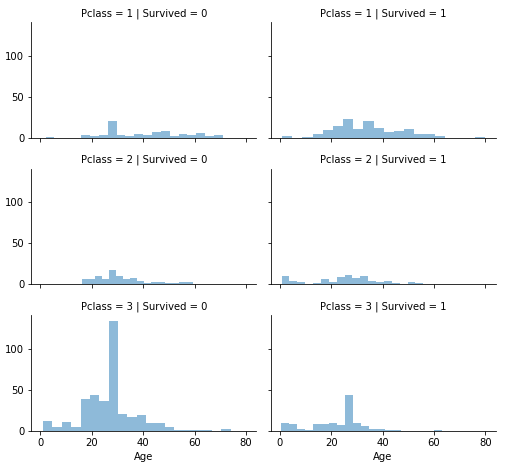 Pclass = 1 | Survived = 0
Pclass = 1 | Survived = 1
100
50
0
Pclass = 2 | Survived = 0
Pclass = 2 | Survived = 1
100
50
0
Pclass = 3 | Survived = 0
Pclass = 3 | Survived = 1
100
50
0
0 20 40 60 80
0 20 40 60 80
Age
Age